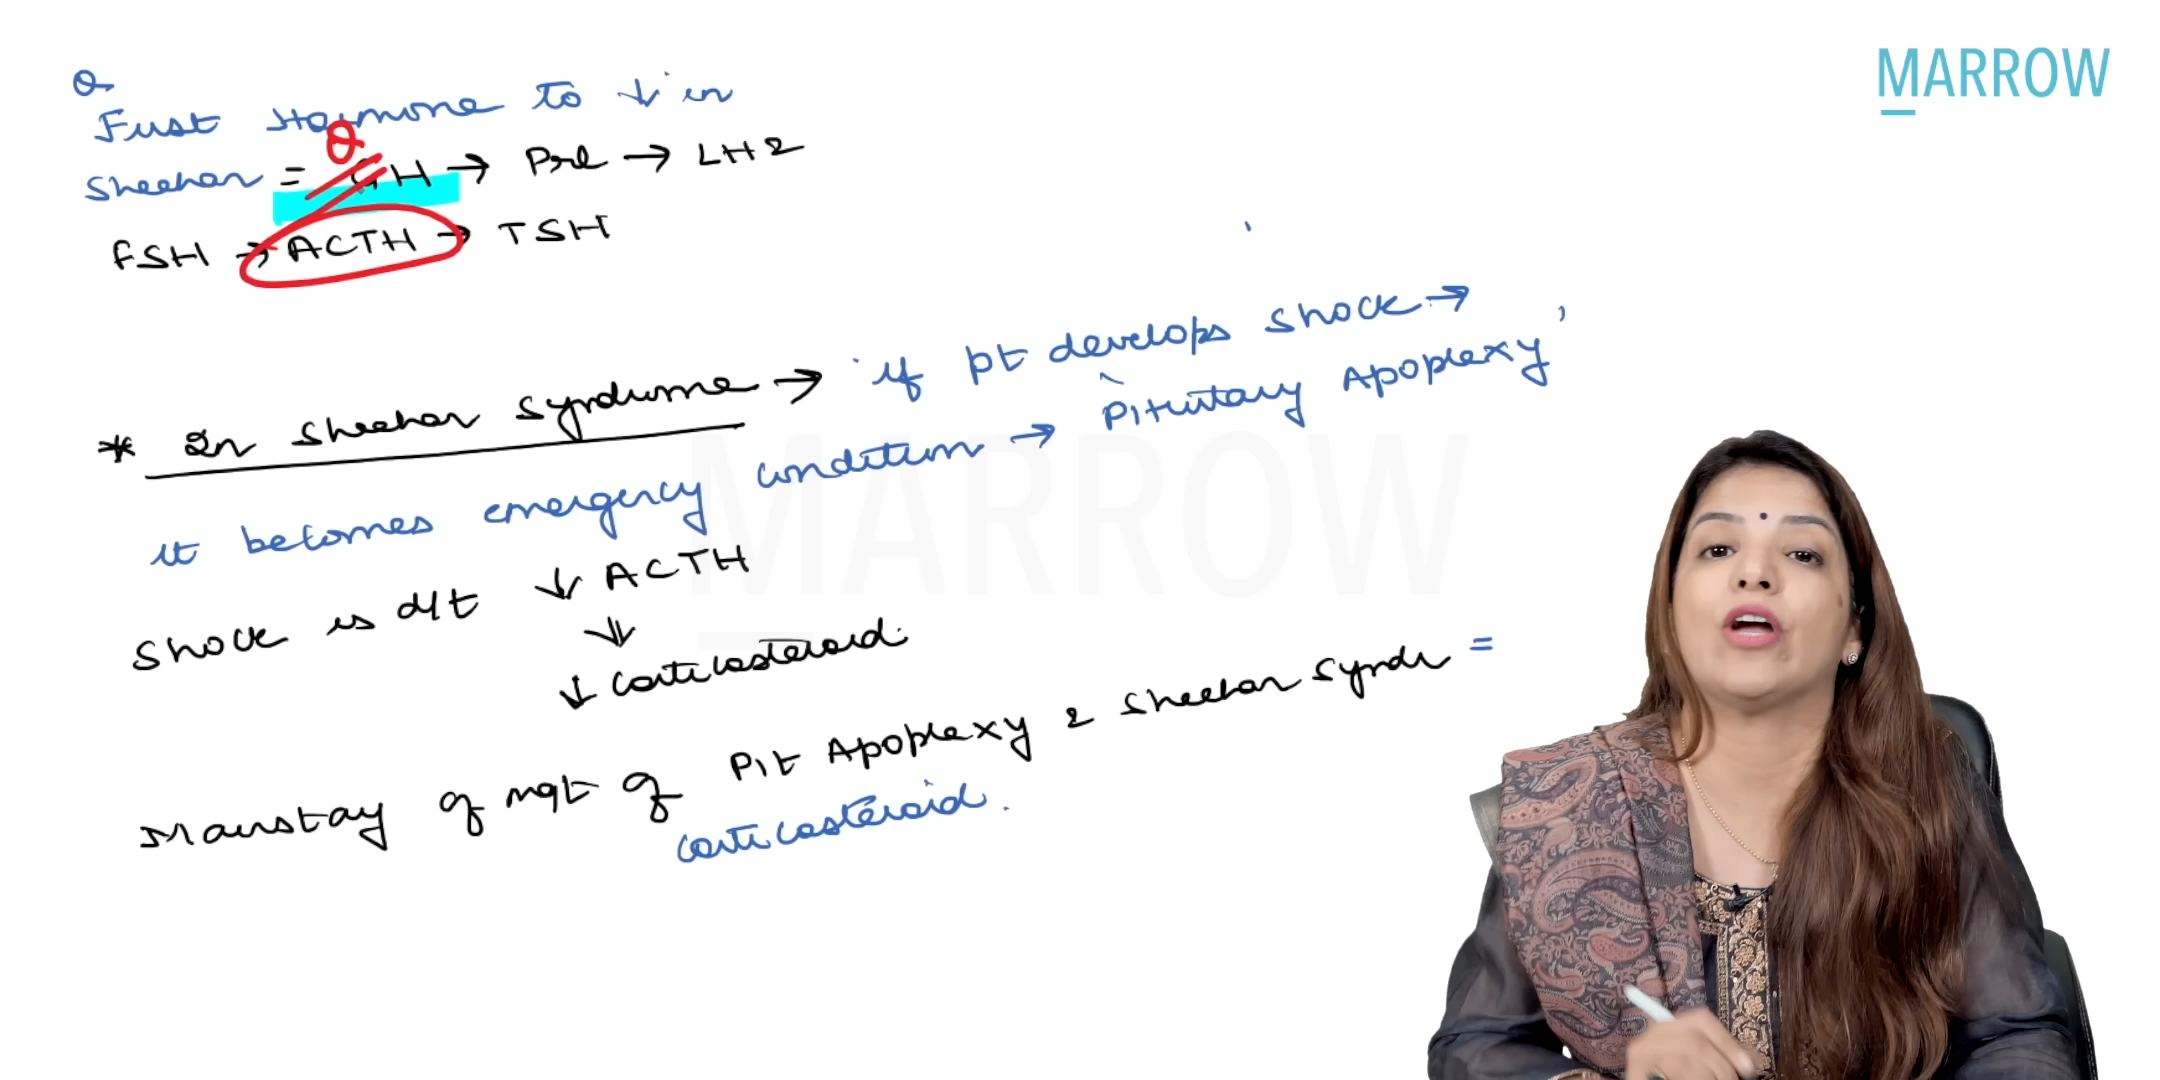 MARROW
Q
First Hormone to ↓ in
Sheehan = GH → Prl → LH &
Q
FSH → ACTH → TSH
* In Sheehan Syndrome → if pt develops shock →
it becomes emergency condition → Pituitary Apoplexy
Shock is d/t ↓ ACTH
⇓
↓ Corticosteroid.
Mainstay of mgt of Pit Apoplexy & Sheehan Syndr =
Corticosteroid.
MARROW